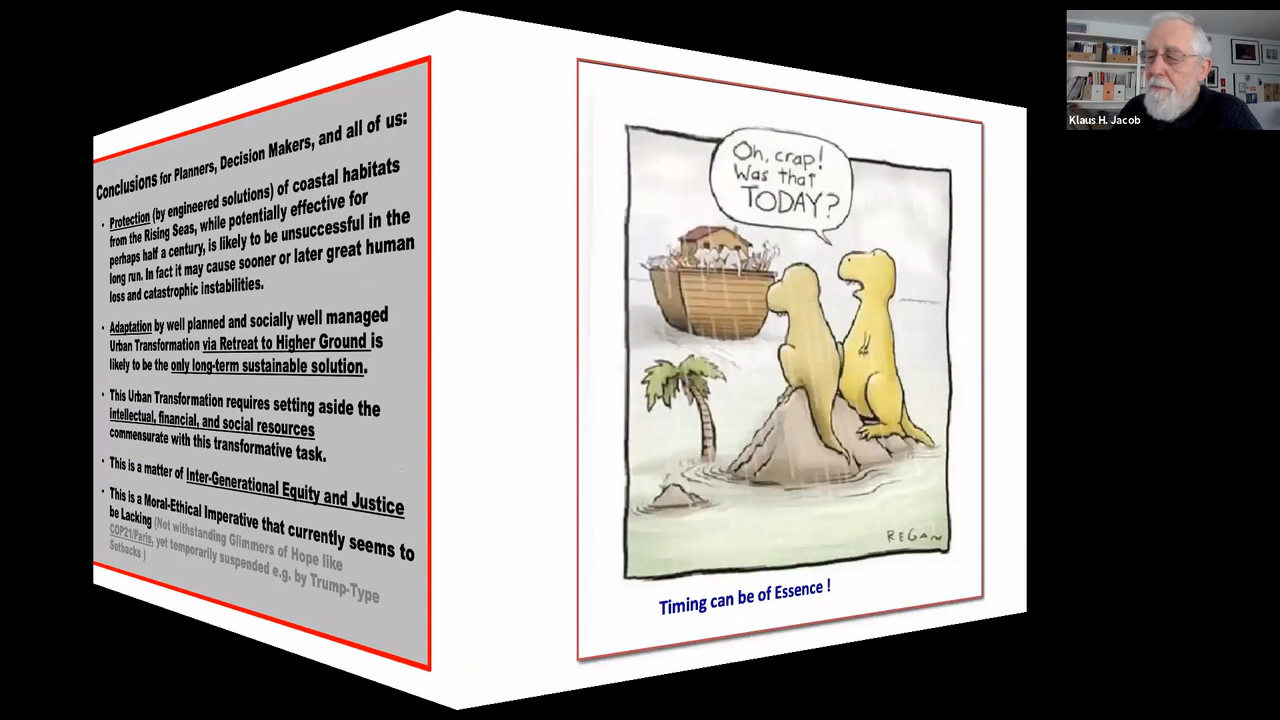 Conclusions for Planners, Decision Makers, and all of us:
• Protection (by engineered solutions) of coastal habitats
from the Rising Seas, while potentially effective for
perhaps half a century, is likely to be unsuccessful in the
long run. In fact it may cause sooner or later great human
loss and catastrophic instabilities.
• Adaptation by well planned and socially well managed
Urban Transformation via Retreat to Higher Ground is
likely to be the only long-term sustainable solution.
• This Urban Transformation requires setting aside the
intellectual, financial, and social resources
commensurate with this transformative task.
• This is a matter of Inter-Generational Equity and Justice
• This is a Moral-Ethical Imperative that currently seems to
be Lacking (Not withstanding Glimmers of Hope like
COP21/Paris, yet temporarily suspended e.g. by Trump-Type
Setbacks )
Oh, crap!
Was that
TODAY?
REGAN
Timing can be of Essence !
Klaus H. Jacob